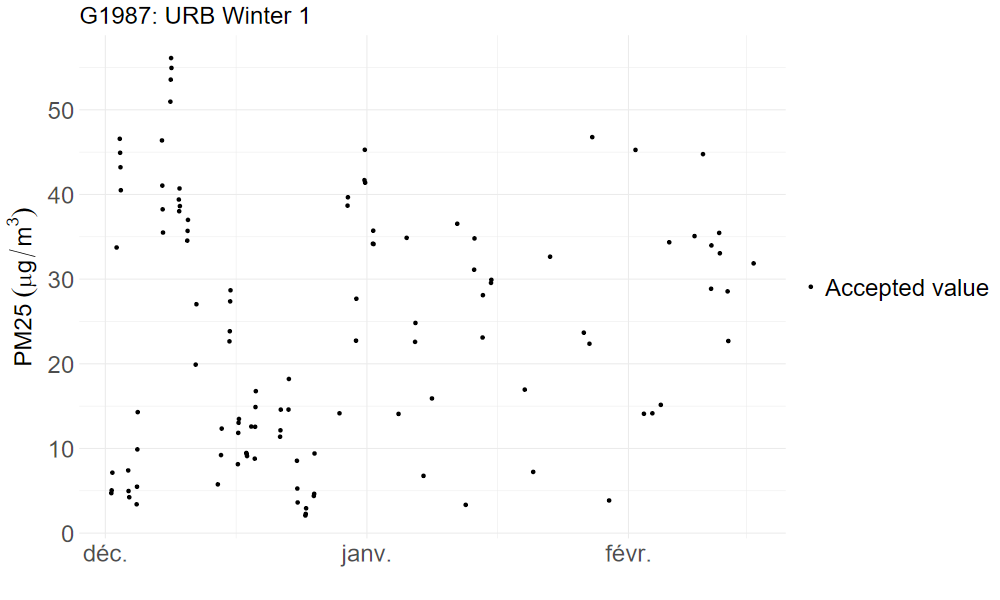 G1987: URB Winter 1
PM25 (μg/m³)
50
40
30
20
10
0
déc.
janv.
févr.
Accepted value